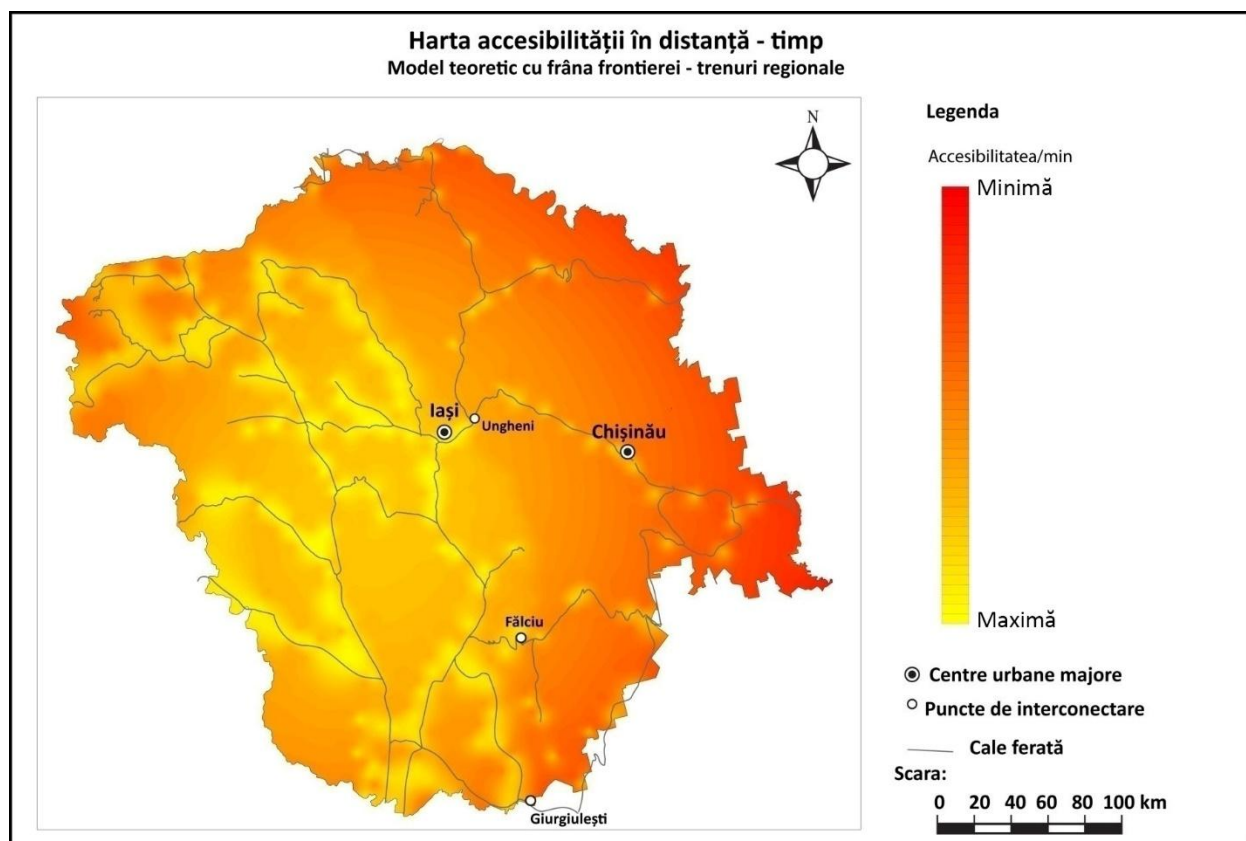 Harta accesibilității în distanță - timp
Model teoretic cu frâna frontierei - trenuri regionale
N
Legenda
Accesibilitatea/min
Minimă
Maximă
Iași
Ungheni
Chișinău
Fălciu
Giurgiulești
Centre urbane majore
Puncte de interconectare
Cale ferată
Scara:
0 20 40 60 80 100 km